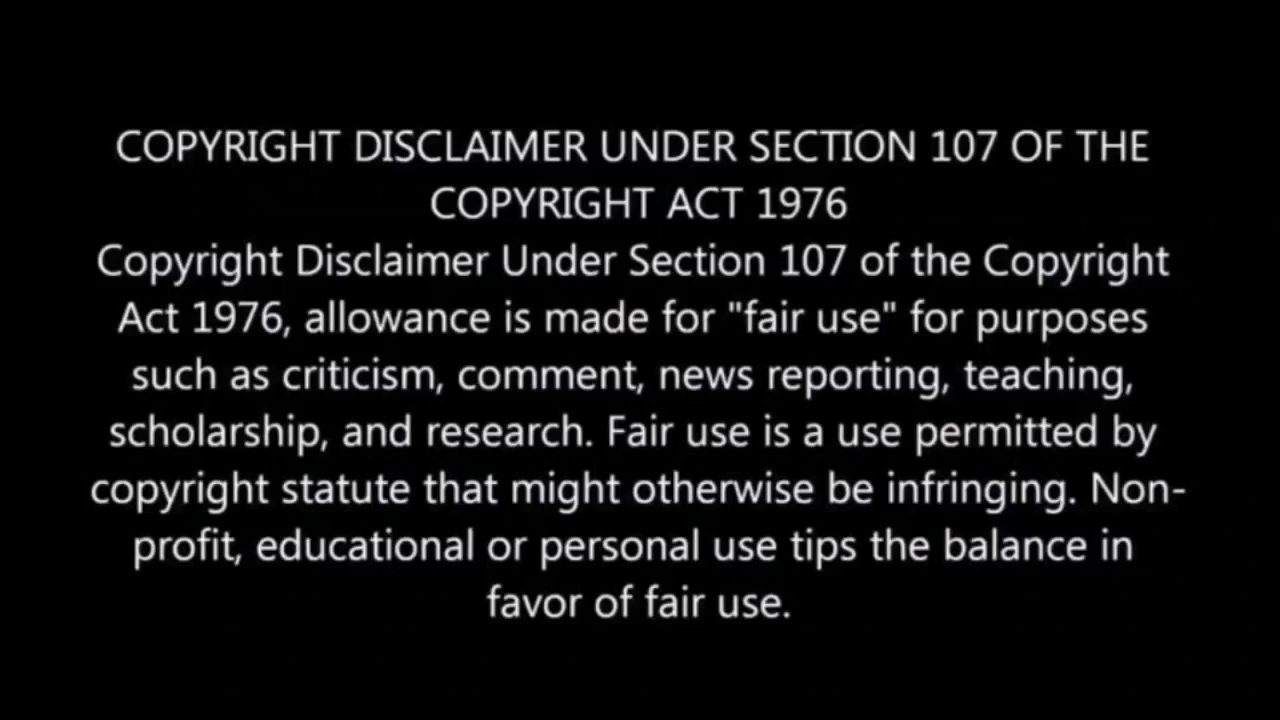 COPYRIGHT DISCLAIMER UNDER SECTION 107 OF THE
COPYRIGHT ACT 1976
Copyright Disclaimer Under Section 107 of the Copyright
Act 1976, allowance is made for "fair use" for purposes
such as criticism, comment, news reporting, teaching,
scholarship, and research. Fair use is a use permitted by
copyright statute that might otherwise be infringing. Non-
profit, educational or personal use tips the balance in
favor of fair use.